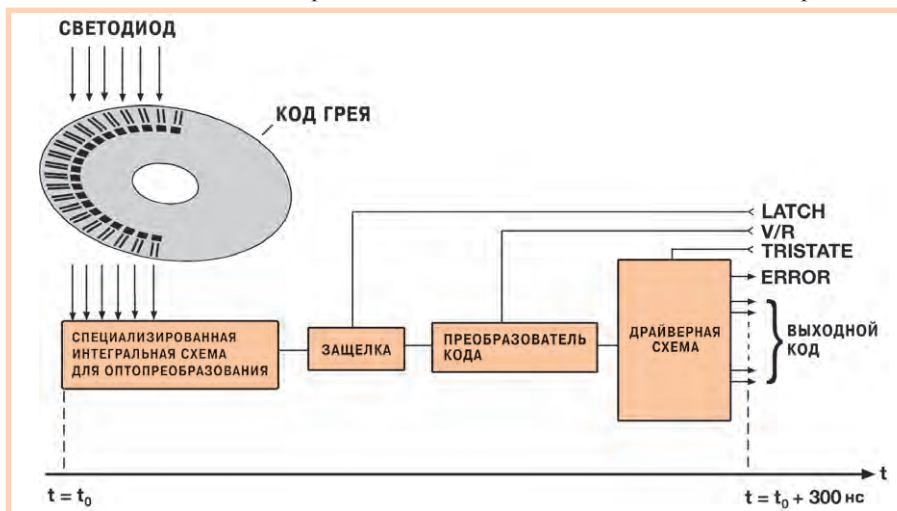 СВЕТОДИОД
КОД ГРЕЯ
LATCH
V/R
TRISTATE
ERROR
СПЕЦИАЛИЗИРОВАННАЯ
ИНТЕГРАЛЬНАЯ СХЕМА
ДЛЯ ОПТОПРЕОБРАЗОВАНИЯ
ЗАЩЕЛКА
ПРЕОБРАЗОВАТЕЛЬ
КОДА
ДРАЙВЕРНАЯ
СХЕМА
ВЫХОДНОЙ
КОД
t
t = t₀
t = t₀ + 300 нс